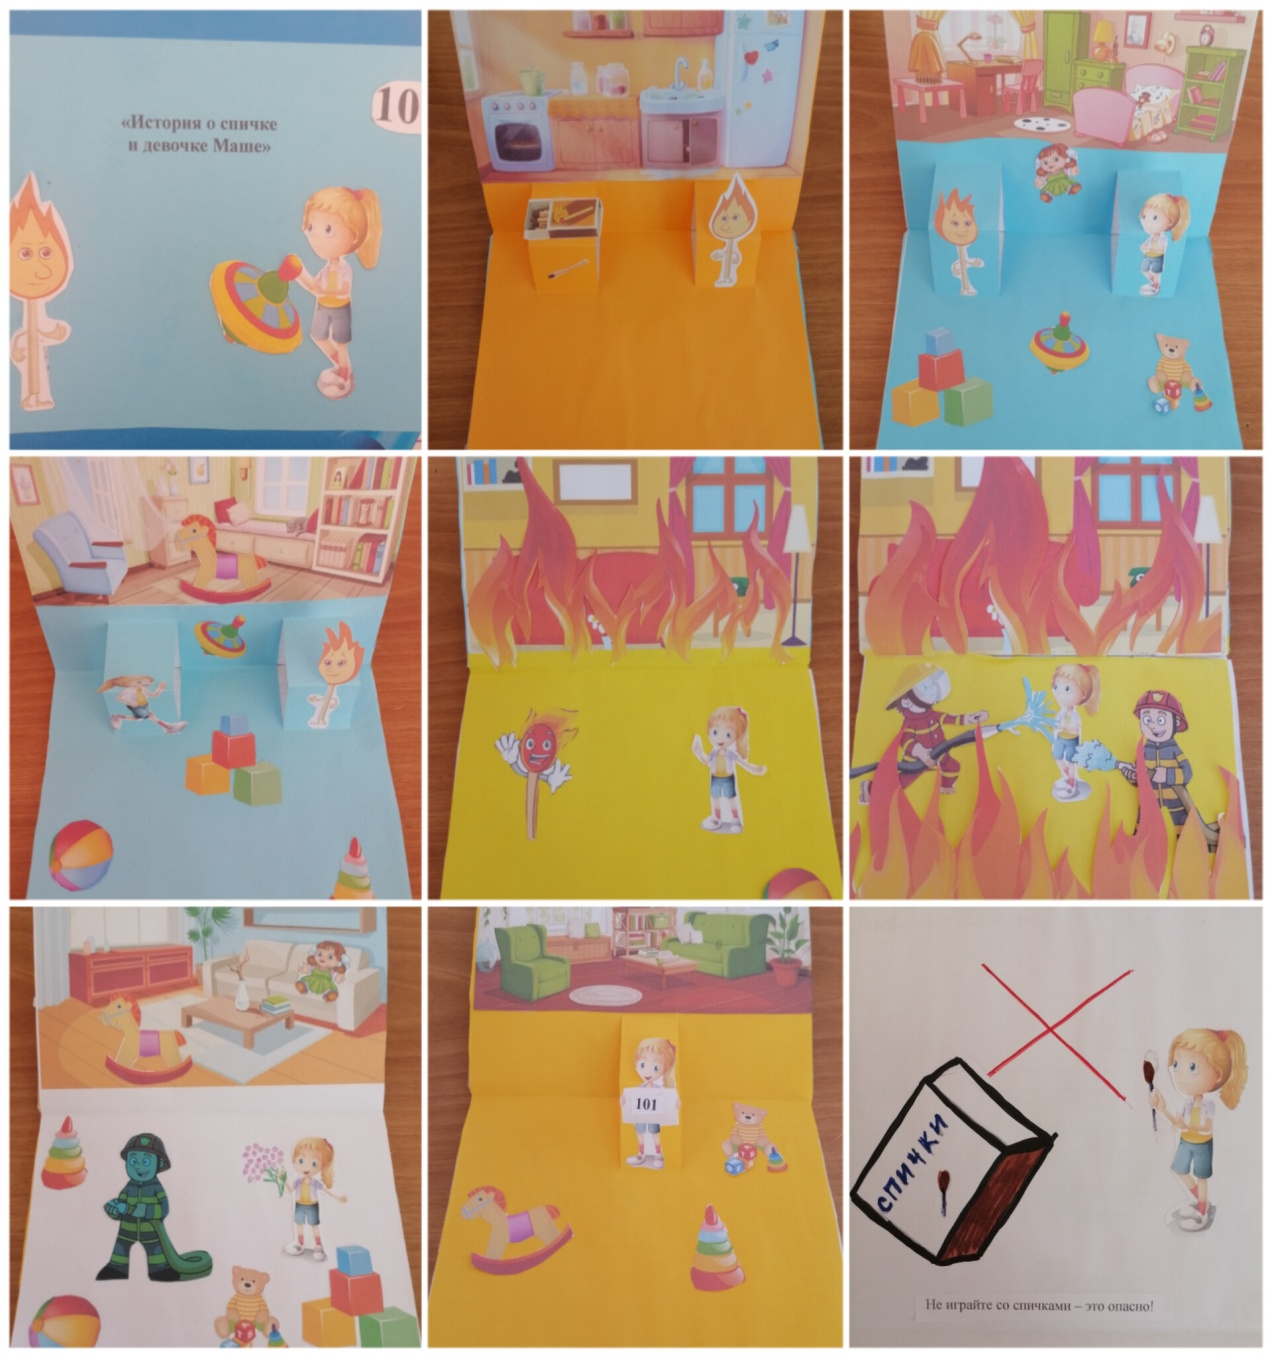 10
«История о спичке
и девочке Маше»
101
СПИЧКИ
Не играйте со спичками – это опасно!